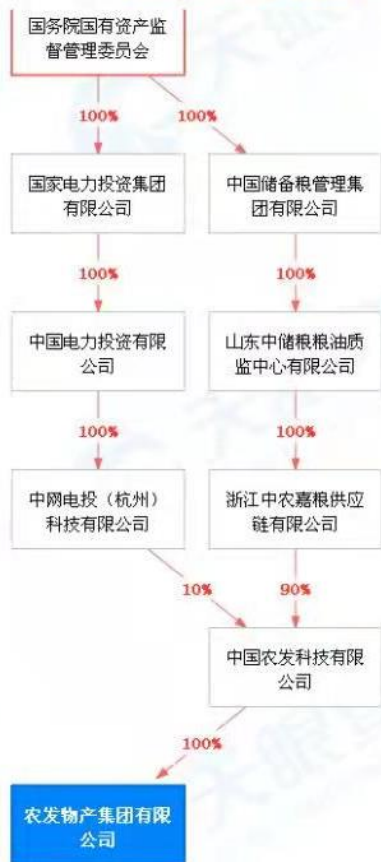 国务院国有资产监
督管理委员会
100%
100%
国家电力投资集团
有限公司
中国储备粮管理集
团有限公司
100%
100%
中国电力投资有限
公司
山东中储粮粮油质
监中心有限公司
100%
100%
中网电投（杭州）
科技有限公司
浙江中农嘉粮供应
链有限公司
10%
90%
中国农发科技有限
公司
100%
农发物产集团有限
公司